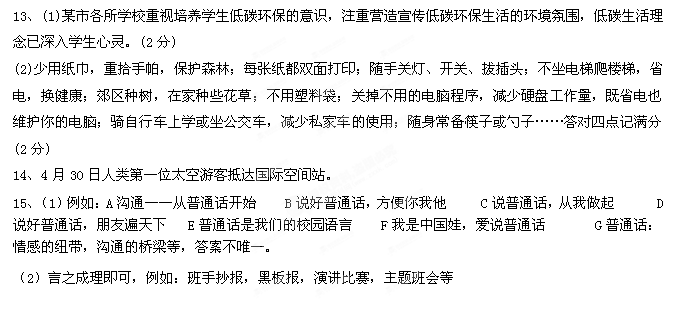 13、(1)某市各所学校重视培养学生低碳环保的意识，注重营造宣传低碳环保生活的环境氛围，低碳生活理
念已深入学生心灵。(2 分)
(2)少用纸巾，重拾手帕，保护森林；每张纸都双面打印；随手关灯、开关、拔插头；不坐电梯爬楼梯，省
电，换健康；郊区种树，在家种些花草；不用塑料袋；关掉不用的电脑程序，减少硬盘工作量，既省电也
维护你的电脑；骑自行车上学或坐公交车，减少私家车的使用；随身常备筷子或勺子……答对四点记满分
(2 分)
14、4 月 30 日人类第一位太空游客抵达国际空间站。
15、（1）例如：A 沟通——从普通话开始 B 说好普通话，方便你我他 C 说普通话，从我做起 D
说好普通话，朋友遍天下 E 普通话是我们的校园语言 F 我是中国娃，爱说普通话 G 普通话：
情感的纽带，沟通的桥梁等，答案不唯一。
（2）言之成理即可，例如：班手抄报，黑板报，演讲比赛，主题班会等